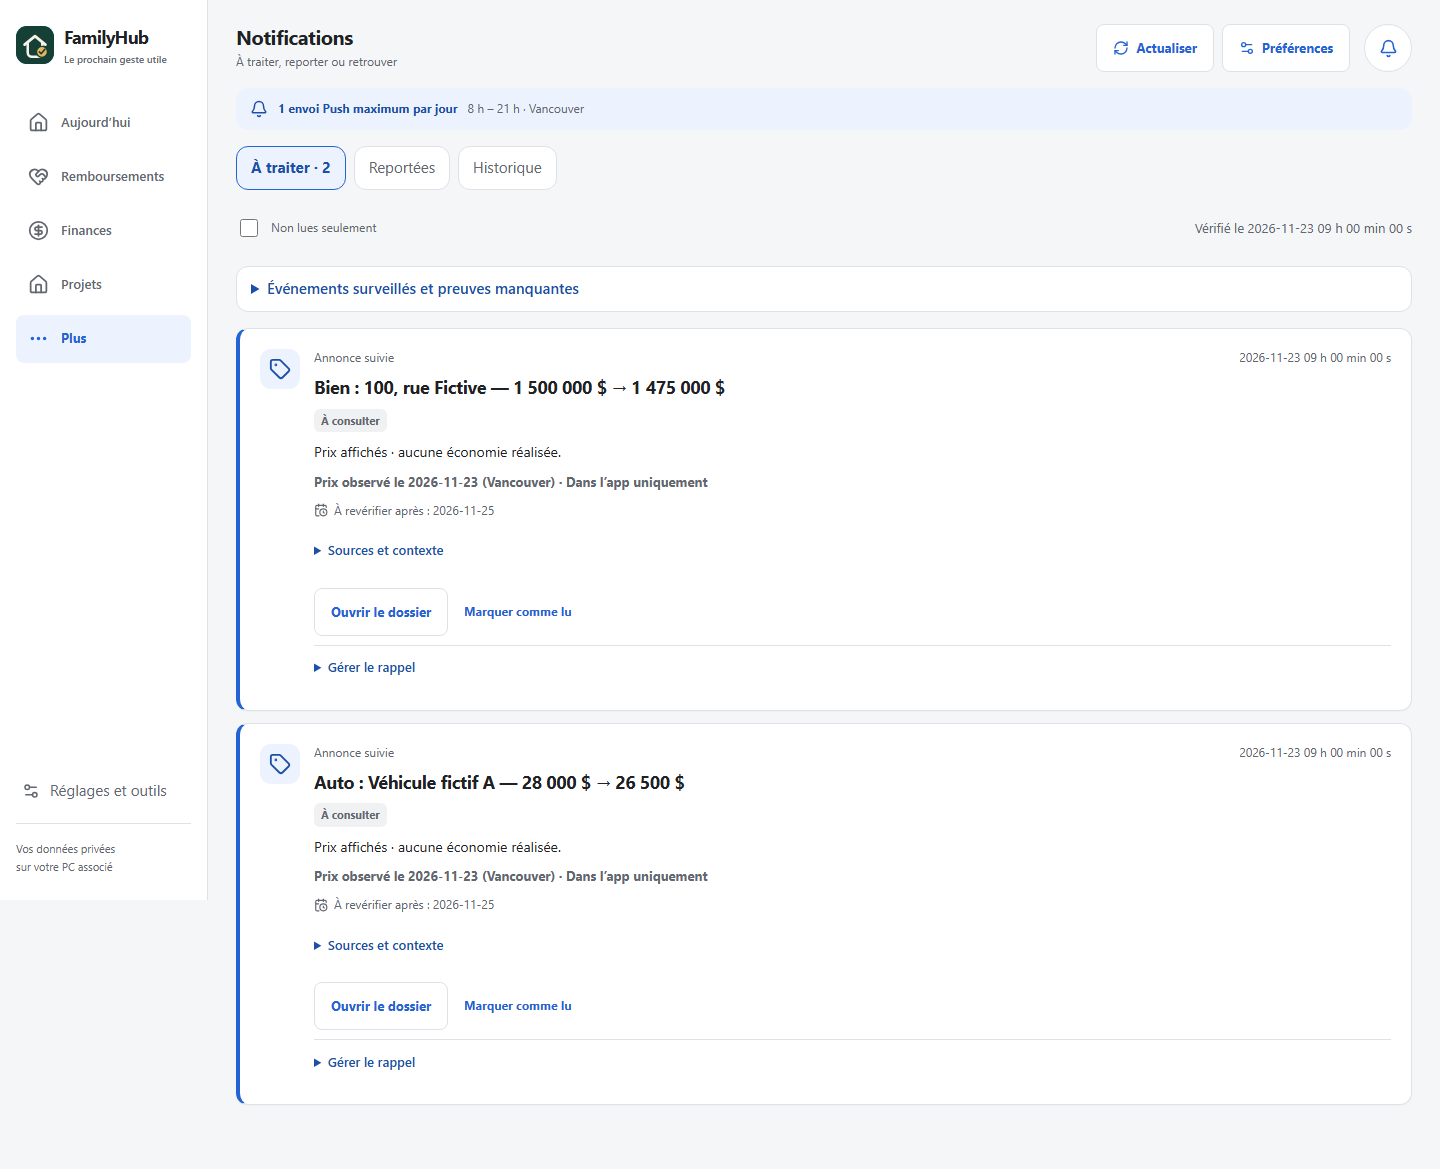 FamilyHub
Le prochain geste utile
Aujourd’hui
Remboursements
Finances
Projets
Plus
Réglages et outils
Vos données privées
sur votre PC associé
Notifications
À traiter, reporter ou retrouver
Actualiser
Préférences
1 envoi Push maximum par jour 8 h – 21 h · Vancouver
À traiter · 2
Reportées
Historique
Non lues seulement
Vérifié le 2026-11-23 09 h 00 min 00 s
Événements surveillés et preuves manquantes
Annonce suivie
2026-11-23 09 h 00 min 00 s
Bien : 100, rue Fictive — 1 500 000 $ → 1 475 000 $
À consulter
Prix affichés · aucune économie réalisée.
Prix observé le 2026-11-23 (Vancouver) · Dans l’app uniquement
À revérifier après : 2026-11-25
Sources et contexte
Ouvrir le dossier
Marquer comme lu
Gérer le rappel
Annonce suivie
2026-11-23 09 h 00 min 00 s
Auto : Véhicule fictif A — 28 000 $ → 26 500 $
À consulter
Prix affichés · aucune économie réalisée.
Prix observé le 2026-11-23 (Vancouver) · Dans l’app uniquement
À revérifier après : 2026-11-25
Sources et contexte
Ouvrir le dossier
Marquer comme lu
Gérer le rappel